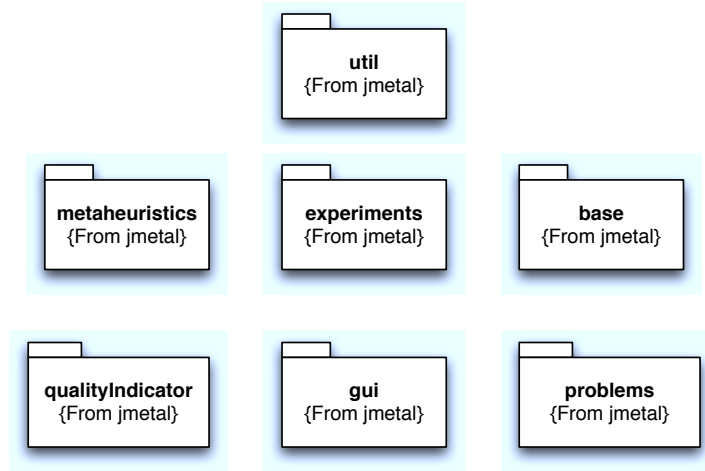 util
{From jmetal}
metaheuristics
{From jmetal}
experiments
{From jmetal}
base
{From jmetal}
qualityIndicator
{From jmetal}
gui
{From jmetal}
problems
{From jmetal}